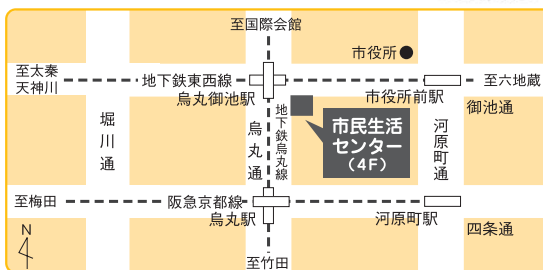 至国際会館
市役所
至太秦
天神川
地下鉄東西線
烏丸御池駅
市役所前駅
至六地蔵
御池通
堀川通
烏丸通
地下鉄烏丸線
市民生活
センター
（4F）
河原町通
至梅田
阪急京都線
烏丸駅
河原町駅
四条通
N
至竹田